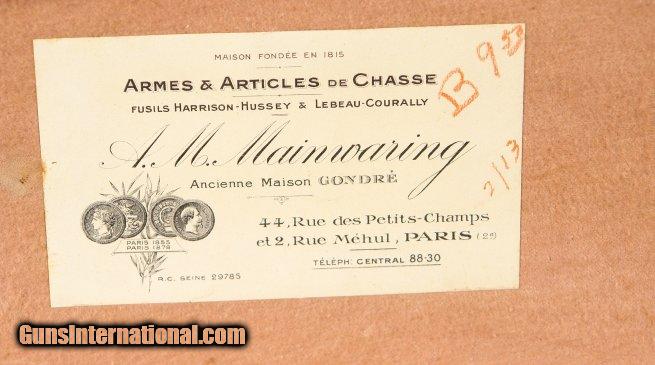 MAISON FONDÉE EN 1815
ARMES & ARTICLES DE CHASSE
FUSILS HARRISON-HUSSEY & LEBEAU-COURALLY
A. M. Mainwaring
Ancienne Maison GONDRÉ
PARIS 1855
PARIS 1878
44, Rue des Petits-Champs
et 2, Rue Méhul, PARIS (2e)
TÉLÉPH: CENTRAL 88-30
R.C. SEINE 29785
2/13
GunsInternational.com